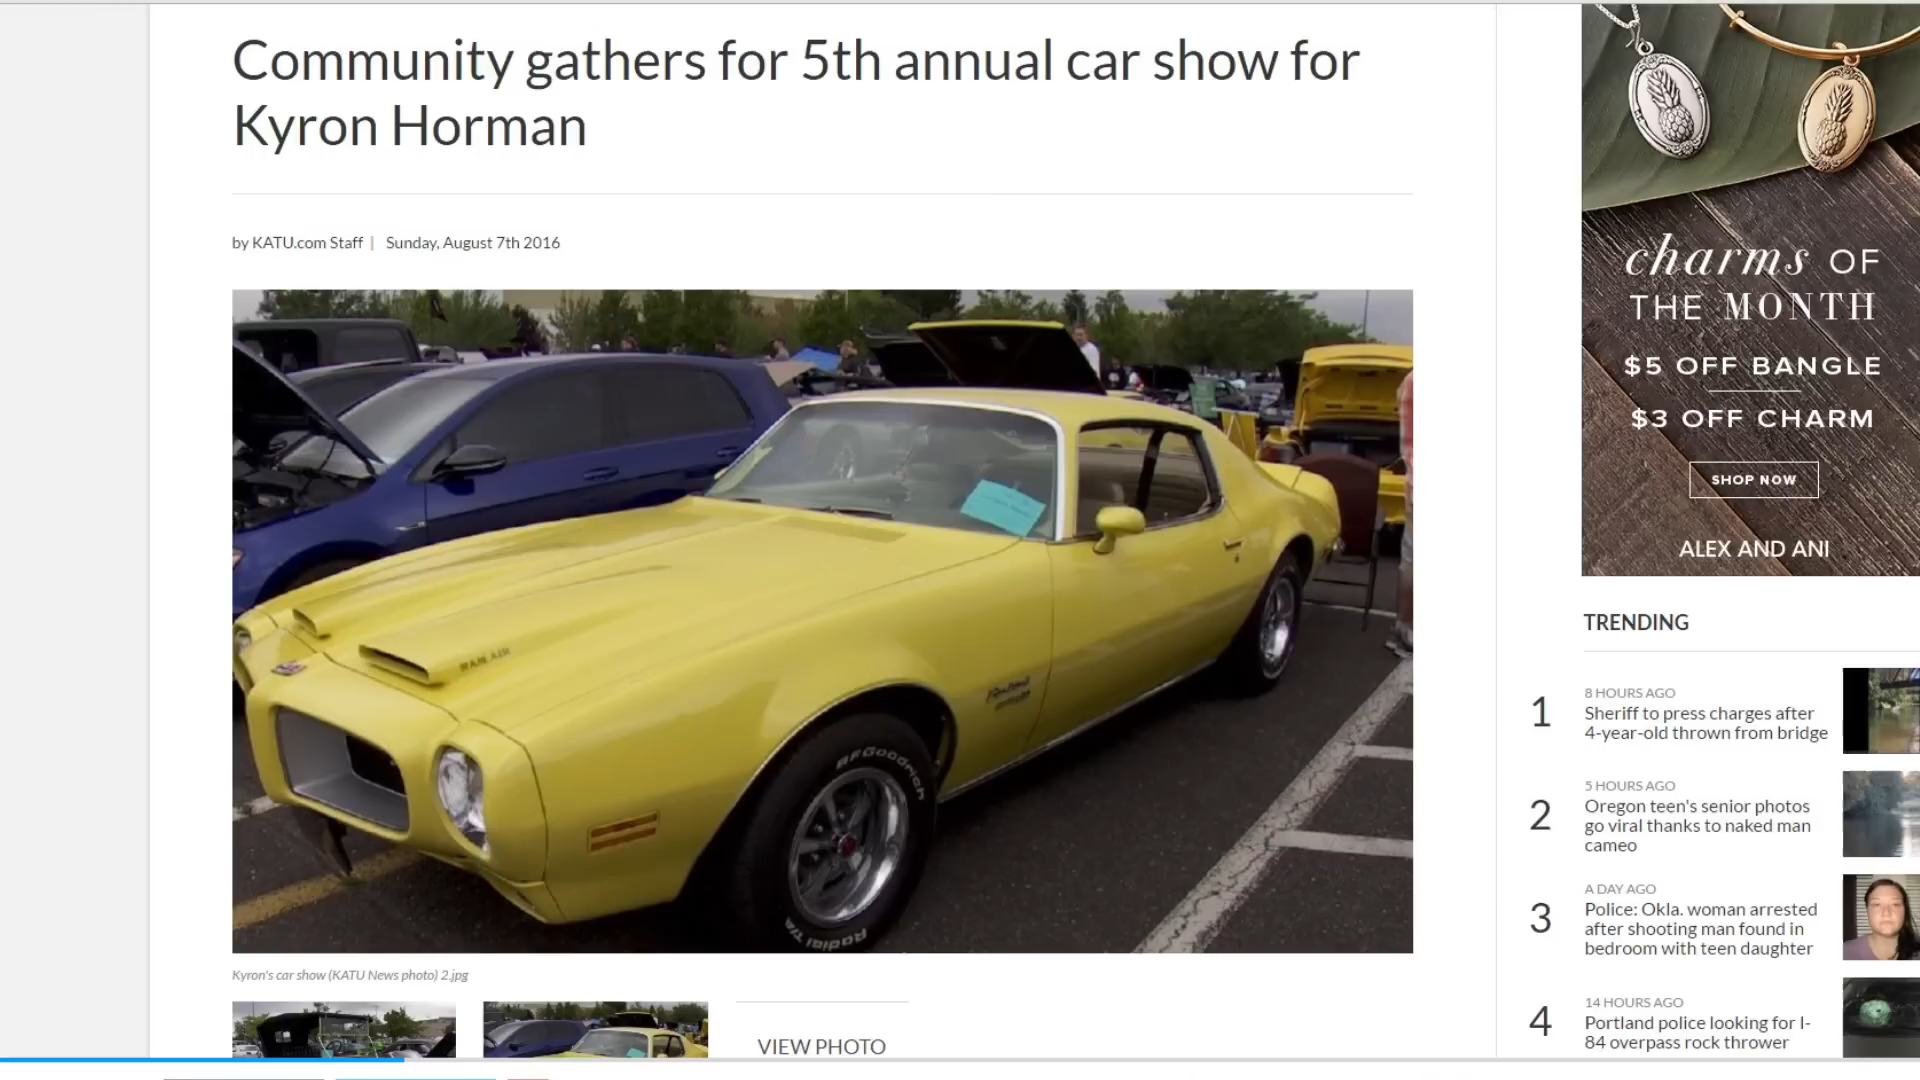 Community gathers for 5th annual car show for
Kyron Horman
by KATU.com Staff | Sunday, August 7th 2016
RAM AIR
BFGoodrich
Radial T/A
Kyron's car show (KATU News photo) 2.jpg
VIEW PHOTO
charms OF
THE MONTH
$5 OFF BANGLE
$3 OFF CHARM
SHOP NOW
ALEX AND ANI
TRENDING
1
8 HOURS AGO
Sheriff to press charges after
4-year-old thrown from bridge
2
5 HOURS AGO
Oregon teen's senior photos
go viral thanks to naked man
cameo
3
A DAY AGO
Police: Okla. woman arrested
after shooting man found in
bedroom with teen daughter
4
14 HOURS AGO
Portland police looking for I-
84 overpass rock thrower